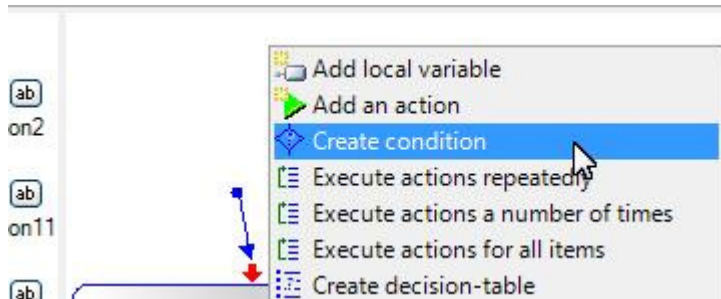 ab
on2
ab
on11
ab
Add local variable
Add an action
Create condition
Execute actions repeatedly
Execute actions a number of times
Execute actions for all items
Create decision-table